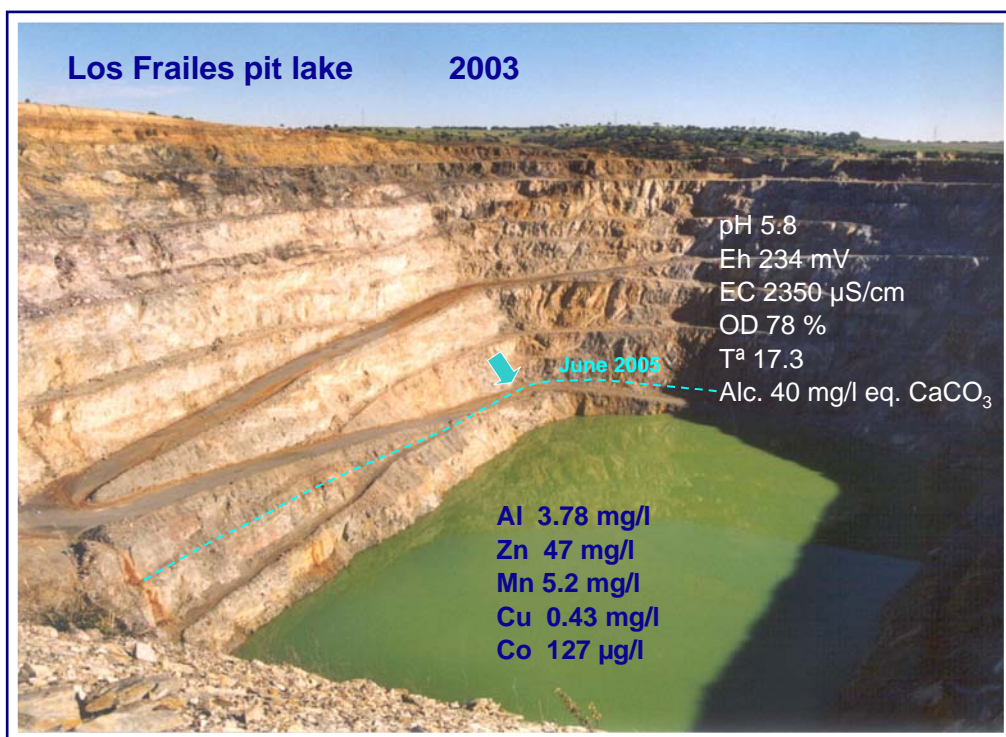 Los Frailes pit lake 2003
pH 5.8
Eh 234 mV
EC 2350 µS/cm
OD 78 %
Tª 17.3
June 2005
Alc. 40 mg/l eq. CaCO₃
Al 3.78 mg/l
Zn 47 mg/l
Mn 5.2 mg/l
Cu 0.43 mg/l
Co 127 µg/l